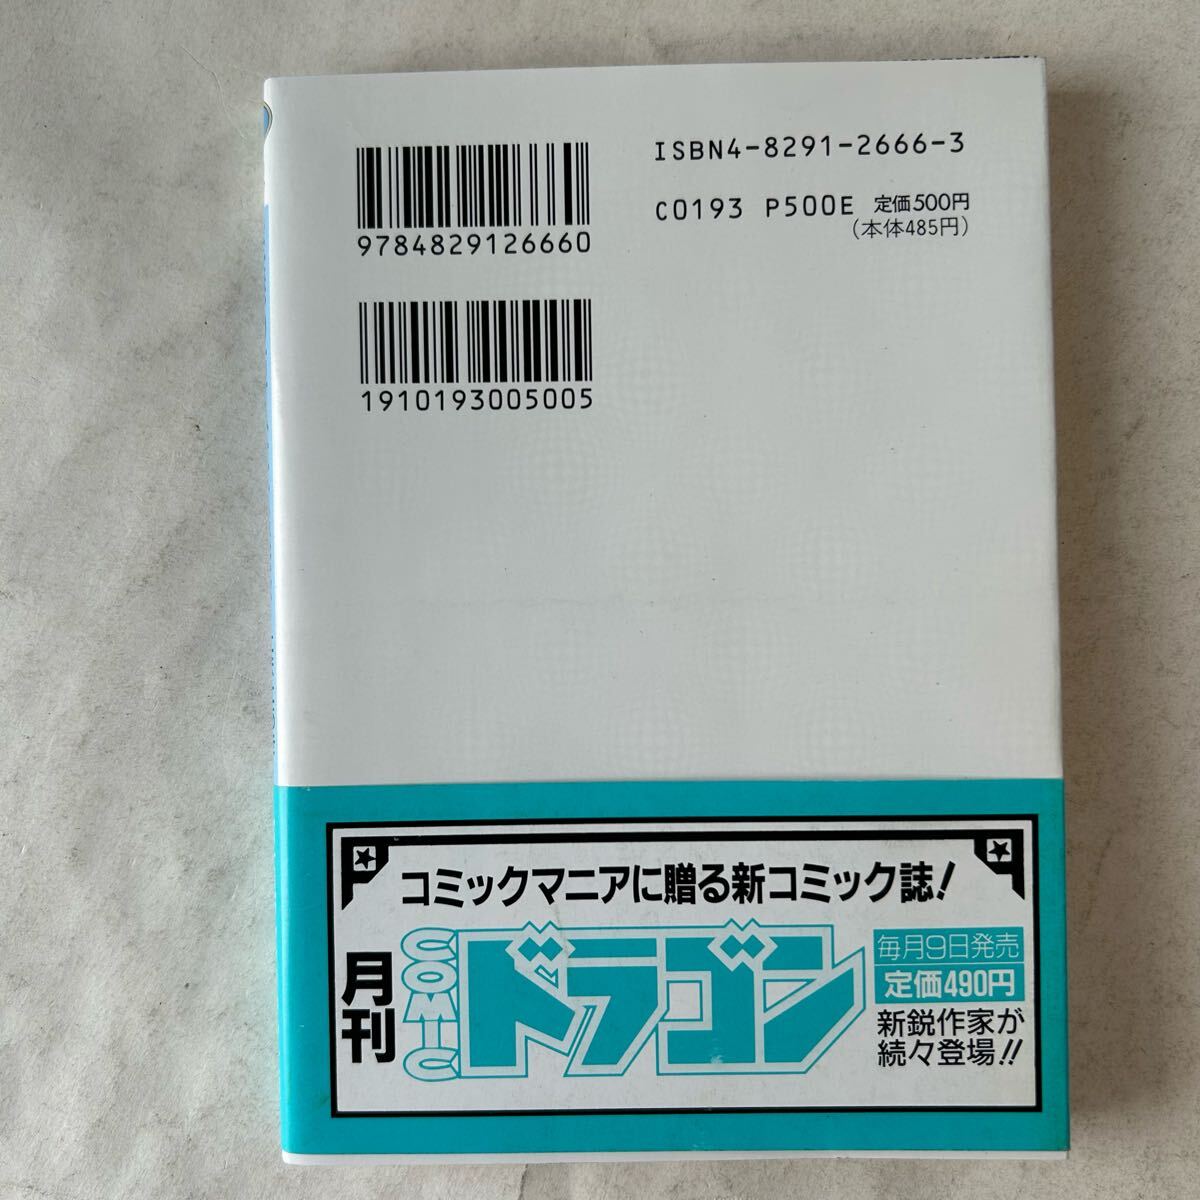 ISBN4-8291-2666-3
C0193 P500E 定価500円
(本体485円)
9784829126660
1910193005005
コミックマニアに贈る新コミック誌!
月刊
COMIC
ドラゴン
毎月9日発売
定価490円
新鋭作家が
続々登場!!